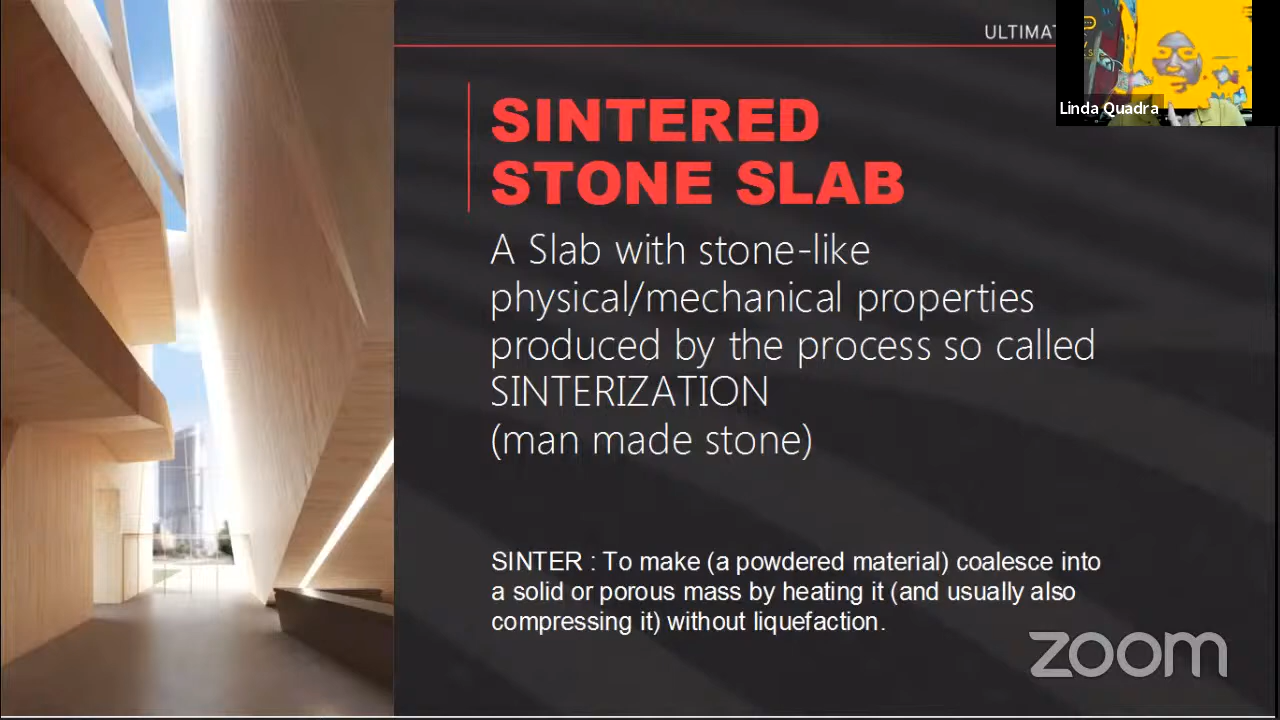 ULTIMAT
Linda Quadra
SINTERED
STONE SLAB
A Slab with stone-like
physical/mechanical properties
produced by the process so called
SINTERIZATION
(man made stone)
SINTER : To make (a powdered material) coalesce into
a solid or porous mass by heating it (and usually also
compressing it) without liquefaction.
zoom